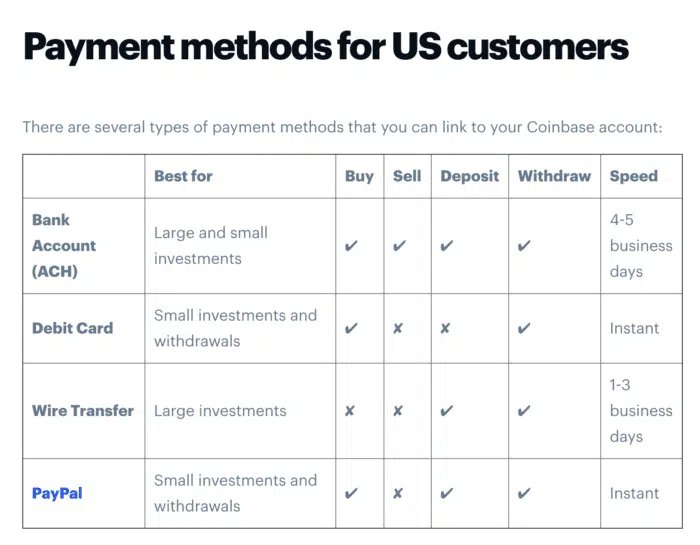 Payment methods for US customers
There are several types of payment methods that you can link to your Coinbase account:
Best for Buy Sell Deposit Withdraw Speed
Bank Account (ACH) Large and small investments ✔ ✔ ✔ ✔ 4-5 business days
Debit Card Small investments and withdrawals ✔ ✘ ✘ ✔ Instant
Wire Transfer Large investments ✘ ✘ ✔ ✔ 1-3 business days
PayPal Small investments and withdrawals ✔ ✘ ✔ ✔ Instant